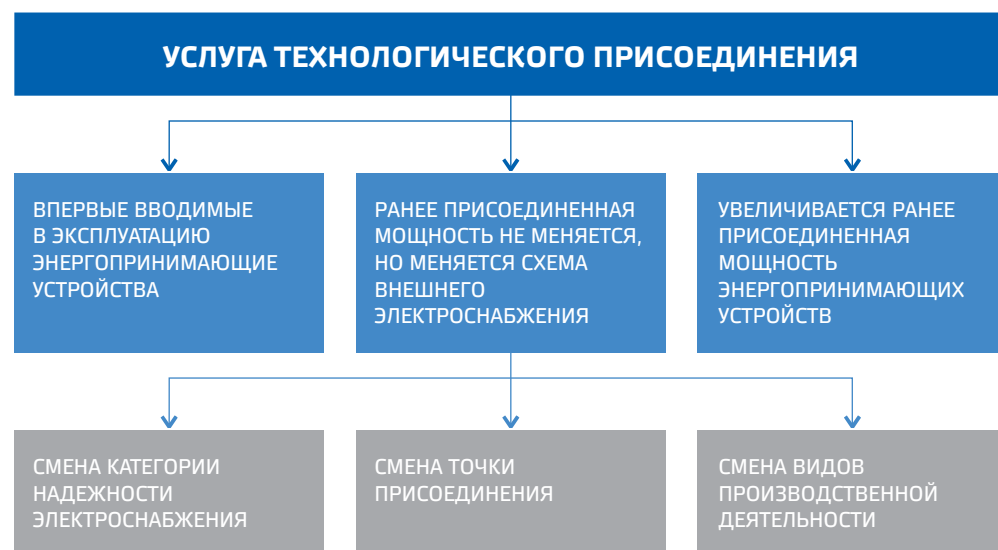 УСЛУГА ТЕХНОЛОГИЧЕСКОГО ПРИСОЕДИНЕНИЯ
ВПЕРВЫЕ ВВОДИМЫЕ
В ЭКСПЛУАТАЦИЮ
ЭНЕРГОПРИНИМАЮЩИЕ
УСТРОЙСТВА
РАНЕЕ ПРИСОЕДИНЕННАЯ
МОЩНОСТЬ НЕ МЕНЯЕТСЯ,
НО МЕНЯЕТСЯ СХЕМА
ВНЕШНЕГО
ЭЛЕКТРОСНАБЖЕНИЯ
УВЕЛИЧИВАЕТСЯ РАНЕЕ
ПРИСОЕДИНЕННАЯ
МОЩНОСТЬ
ЭНЕРГОПРИНИМАЮЩИХ
УСТРОЙСТВ
СМЕНА КАТЕГОРИИ
НАДЕЖНОСТИ
ЭЛЕКТРОСНАБЖЕНИЯ
СМЕНА ТОЧКИ
ПРИСОЕДИНЕНИЯ
СМЕНА ВИДОВ
ПРОИЗВОДСТВЕННОЙ
ДЕЯТЕЛЬНОСТИ